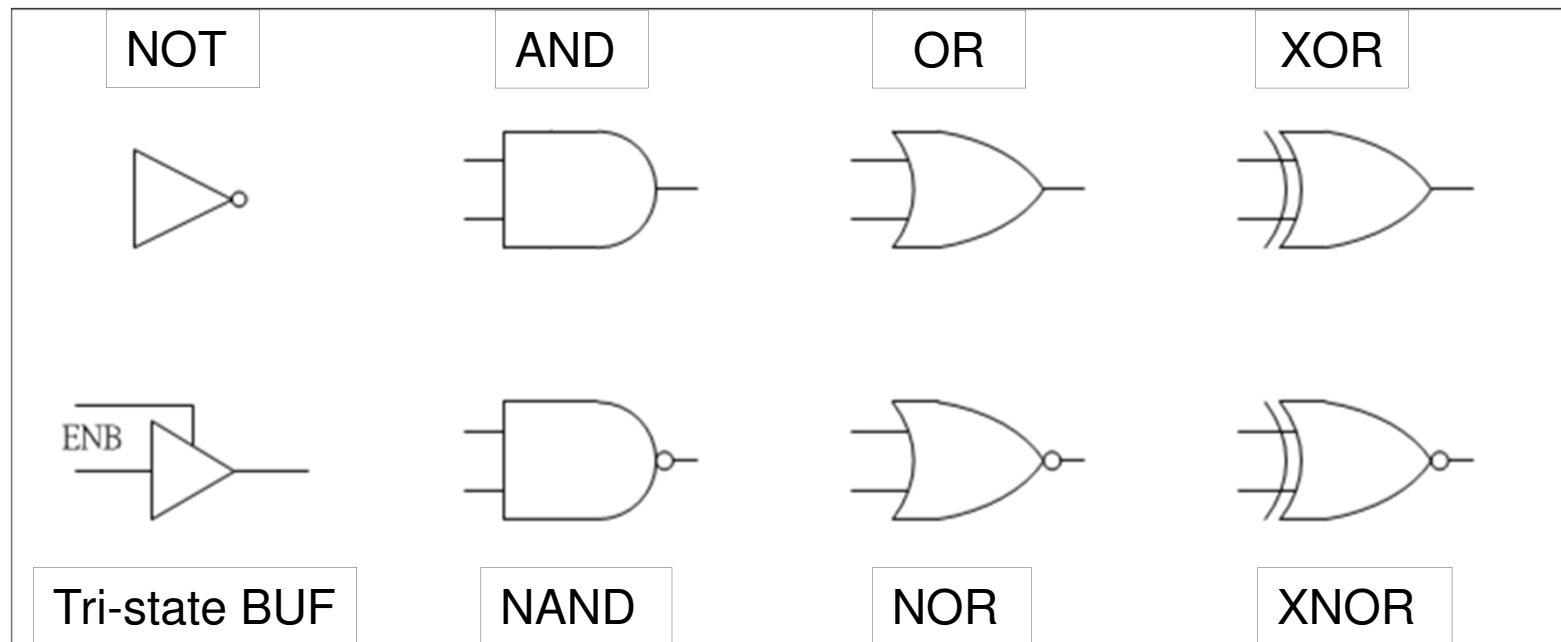 NOT
AND
OR
XOR
ENB
Tri-state BUF
NAND
NOR
XNOR